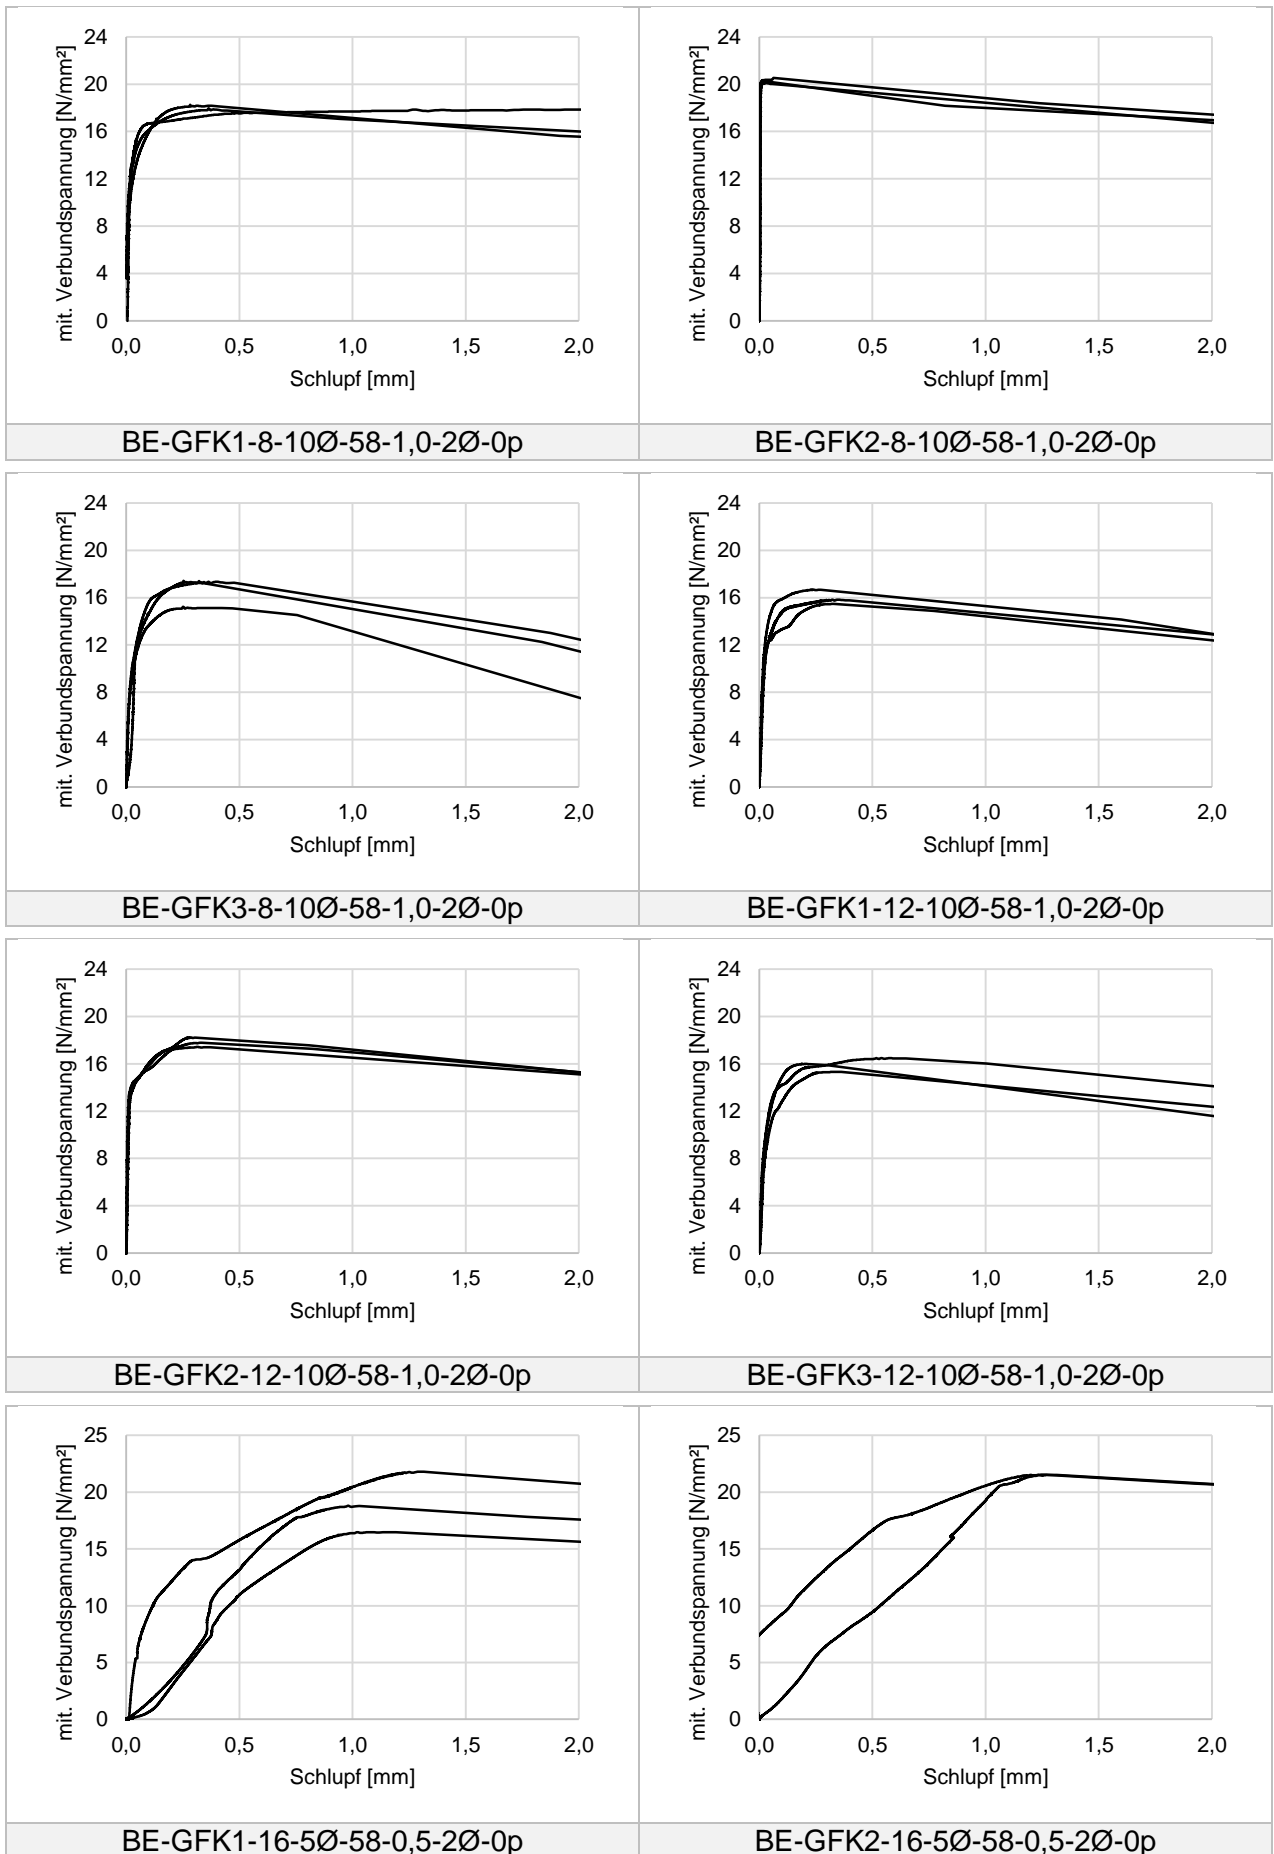 mit. Verbundspannung [N/mm²]
24
20
16
12
8
4
0
0,0 0,5 1,0 1,5 2,0
Schlupf [mm]
BE-GFK1-8-10Ø-58-1,0-2Ø-0p
mit. Verbundspannung [N/mm²]
24
20
16
12
8
4
0
0,0 0,5 1,0 1,5 2,0
Schlupf [mm]
BE-GFK2-8-10Ø-58-1,0-2Ø-0p
mit. Verbundspannung [N/mm²]
24
20
16
12
8
4
0
0,0 0,5 1,0 1,5 2,0
Schlupf [mm]
BE-GFK3-8-10Ø-58-1,0-2Ø-0p
mit. Verbundspannung [N/mm²]
24
20
16
12
8
4
0
0,0 0,5 1,0 1,5 2,0
Schlupf [mm]
BE-GFK1-12-10Ø-58-1,0-2Ø-0p
mit. Verbundspannung [N/mm²]
24
20
16
12
8
4
0
0,0 0,5 1,0 1,5 2,0
Schlupf [mm]
BE-GFK2-12-10Ø-58-1,0-2Ø-0p
mit. Verbundspannung [N/mm²]
24
20
16
12
8
4
0
0,0 0,5 1,0 1,5 2,0
Schlupf [mm]
BE-GFK3-12-10Ø-58-1,0-2Ø-0p
mit. Verbundspannung [N/mm²]
25
20
15
10
5
0
0,0 0,5 1,0 1,5 2,0
Schlupf [mm]
BE-GFK1-16-5Ø-58-0,5-2Ø-0p
mit. Verbundspannung [N/mm²]
25
20
15
10
5
0
0,0 0,5 1,0 1,5 2,0
Schlupf [mm]
BE-GFK2-16-5Ø-58-0,5-2Ø-0p